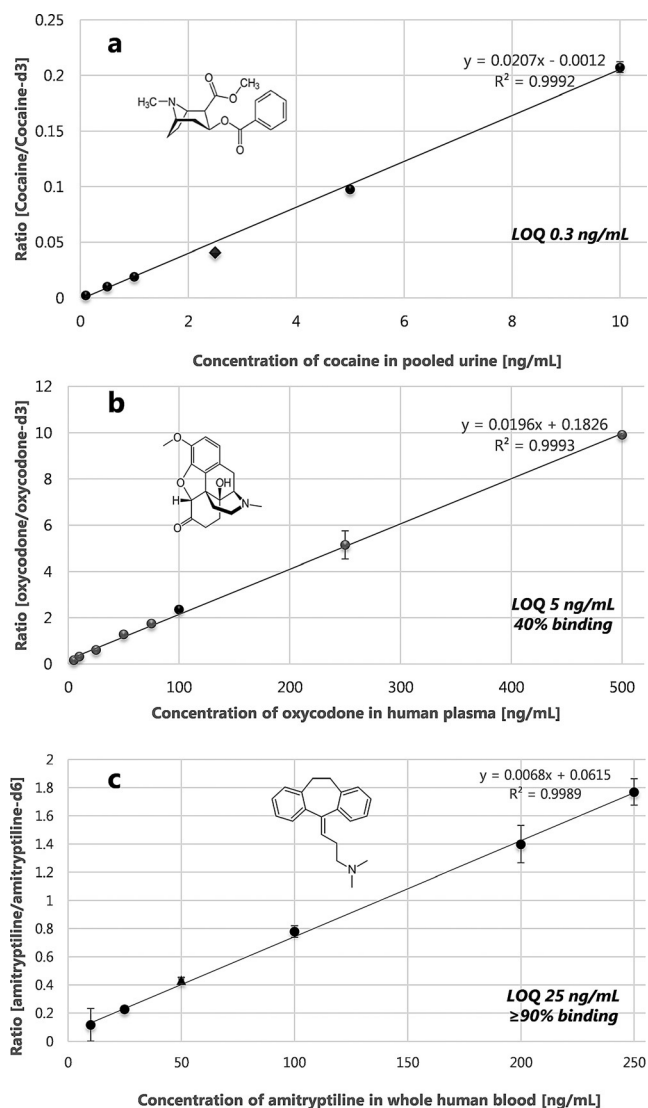 a
Ratio [Cocaine/Cocaine-d3]
0.25
0.2
0.15
0.1
0.05
0
y = 0.0207x - 0.0012
R² = 0.9992
O
O
CH₃
H₃C
N
O
O
LOQ 0.3 ng/mL
0 2 4 6 8 10
Concentration of cocaine in pooled urine [ng/mL]
b
Ratio [oxycodone/oxycodone-d3]
12
10
8
6
4
2
0
y = 0.0196x + 0.1826
R² = 0.9993
O
O
OH
H
N
O
LOQ 5 ng/mL
40% binding
0 100 200 300 400 500
Concentration of oxycodone in human plasma [ng/mL]
c
Ratio [amitryptiline/amitryptiline-d6]
2
1.8
1.6
1.4
1.2
1
0.8
0.6
0.4
0.2
0
y = 0.0068x + 0.0615
R² = 0.9989
N
LOQ 25 ng/mL
≥90% binding
0 50 100 150 200 250
Concentration of amitryptiline in whole human blood [ng/mL]